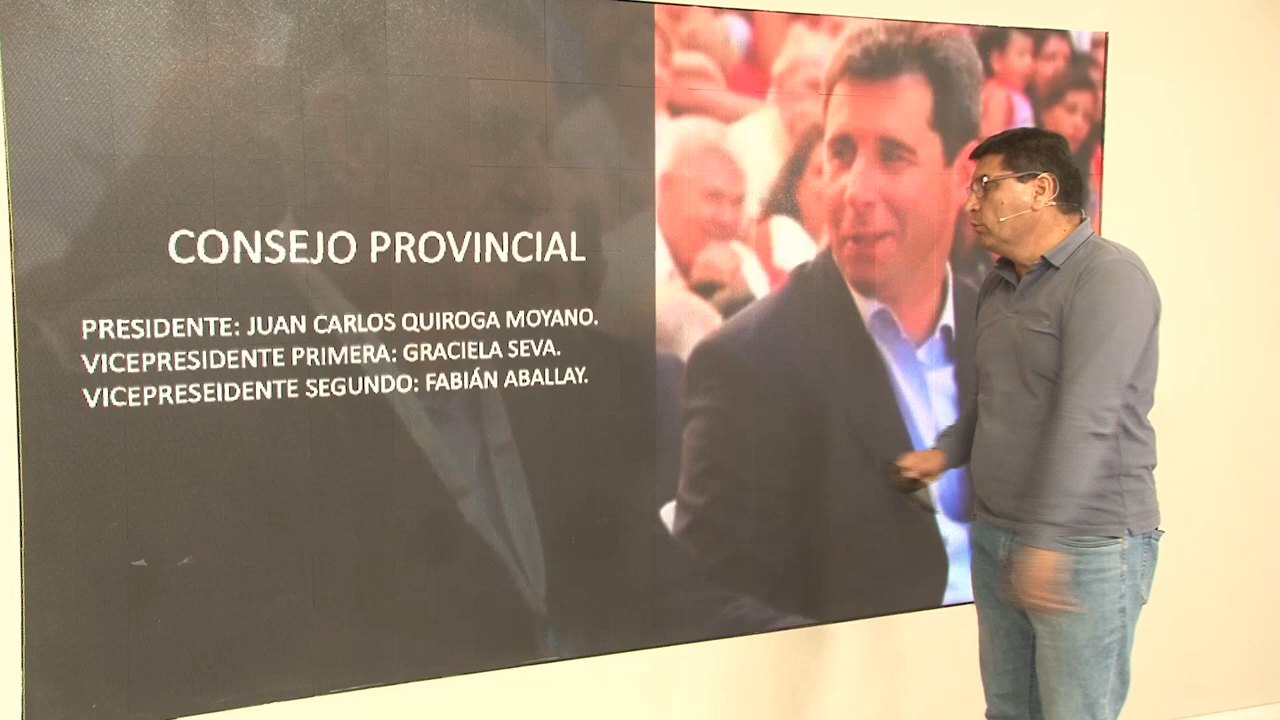 CONSEJO PROVINCIAL
PRESIDENTE: JUAN CARLOS QUIROGA MOYANO.
VICEPRESIDENTE PRIMERA: GRACIELA SEVA.
VICEPRESEIDENTE SEGUNDO: FABIÁN ABALLAY.